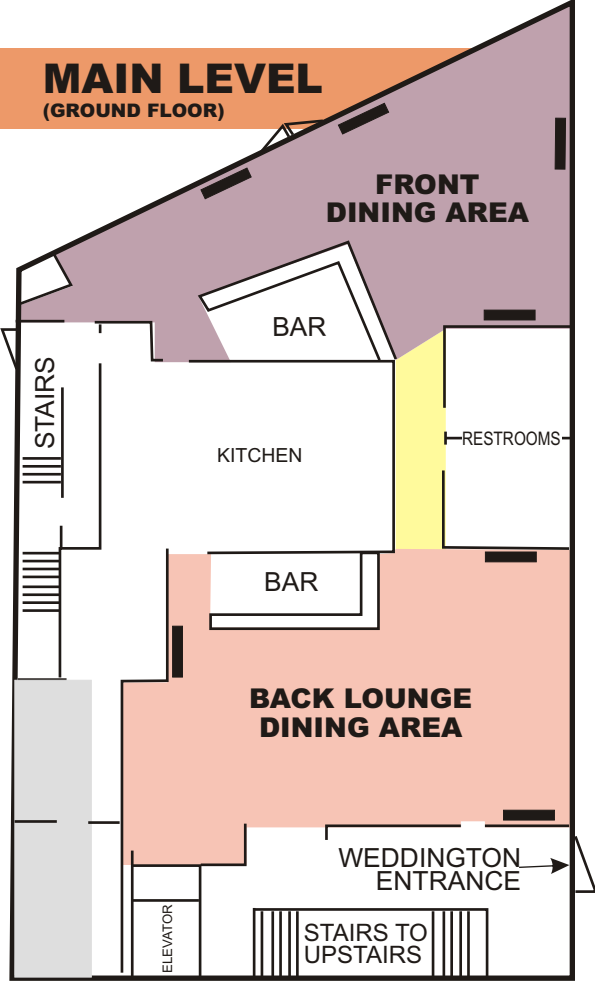 MAIN LEVEL
(GROUND FLOOR)
FRONT
DINING AREA
BAR
STAIRS
KITCHEN
RESTROOMS
BAR
BACK LOUNGE
DINING AREA
WEDDINGTON
ENTRANCE
ELEVATOR
STAIRS TO
UPSTAIRS